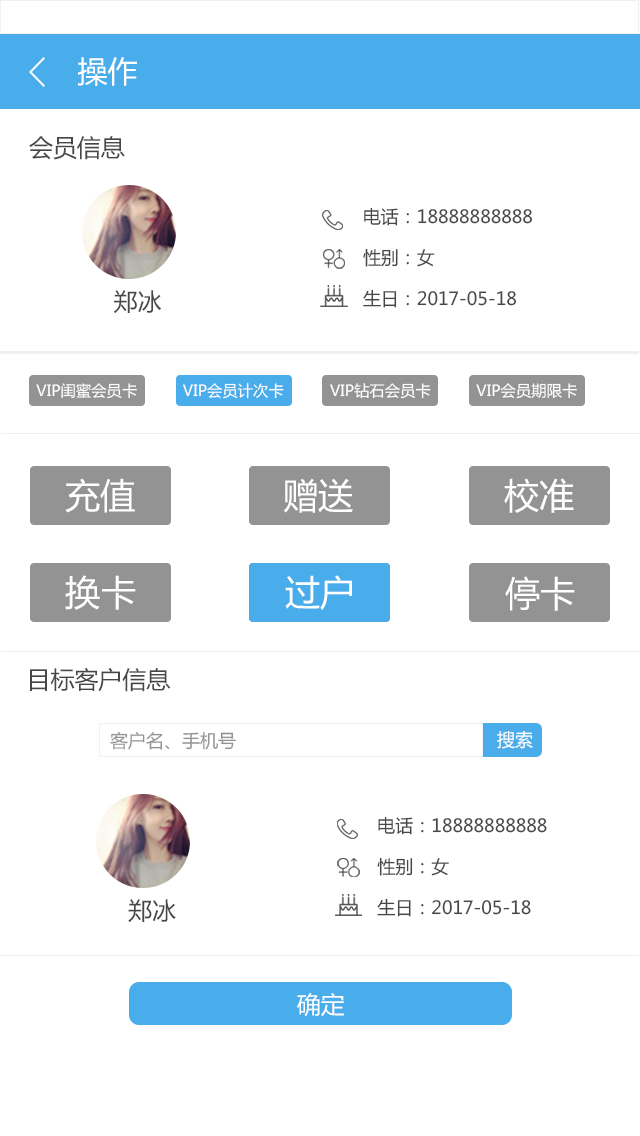 操作
会员信息
电话：18888888888
性别：女
郑冰
生日：2017-05-18
VIP闺蜜会员卡 VIP会员计次卡 VIP钻石会员卡 VIP会员期限卡
充值 赠送 校准
换卡 过户 停卡
目标客户信息
客户名、手机号 搜索
电话：18888888888
性别：女
郑冰
生日：2017-05-18
确定